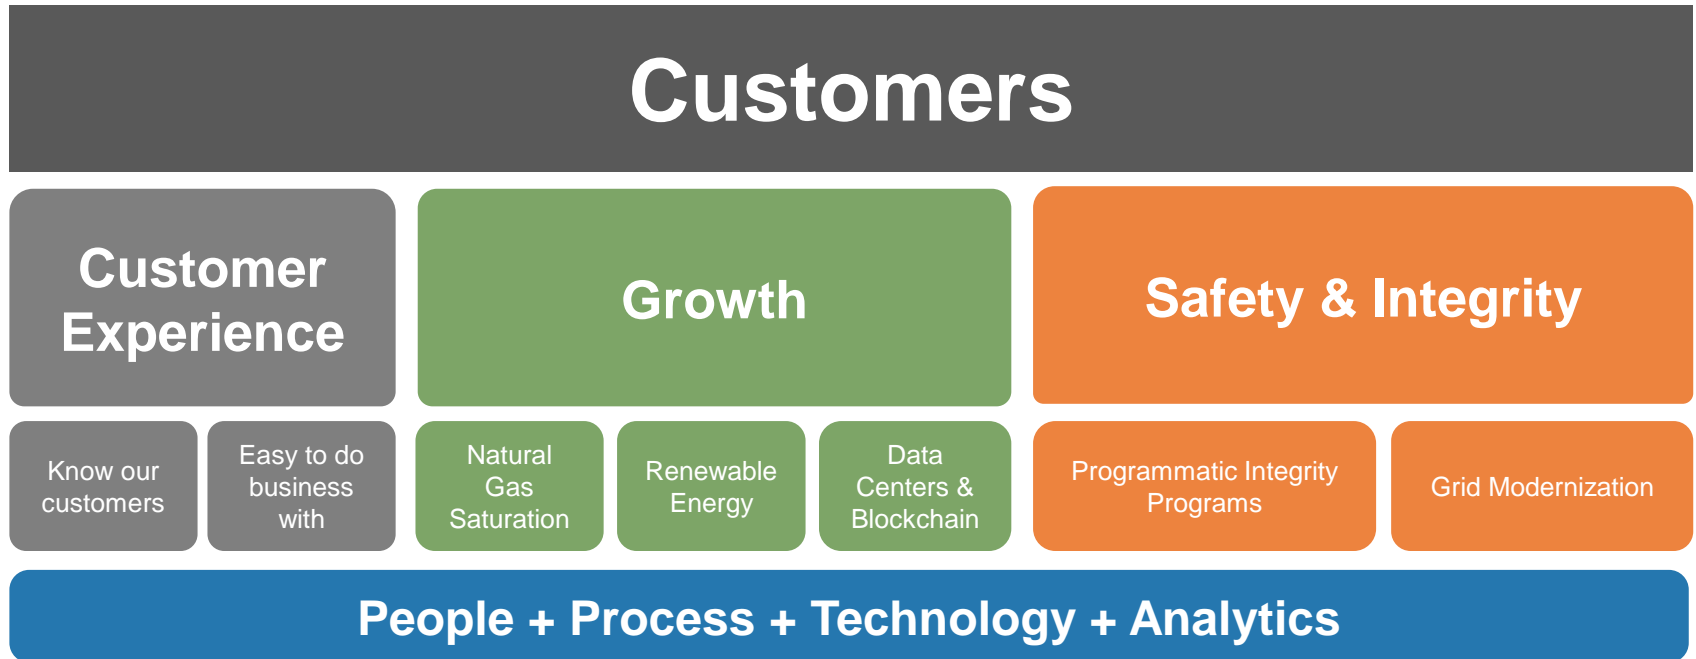 Customers
Customer
Experience
Growth
Safety & Integrity
Know our
customers
Easy to do
business
with
Natural
Gas
Saturation
Renewable
Energy
Data
Centers &
Blockchain
Programmatic Integrity
Programs
Grid Modernization
People + Process + Technology + Analytics